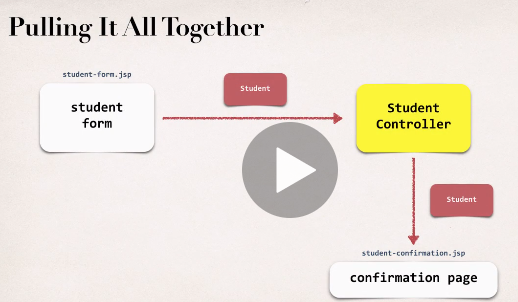 Pulling It All Together
student-form.jsp
student
form
Student
Student
Controller
Student
student-confirmation.jsp
confirmation page